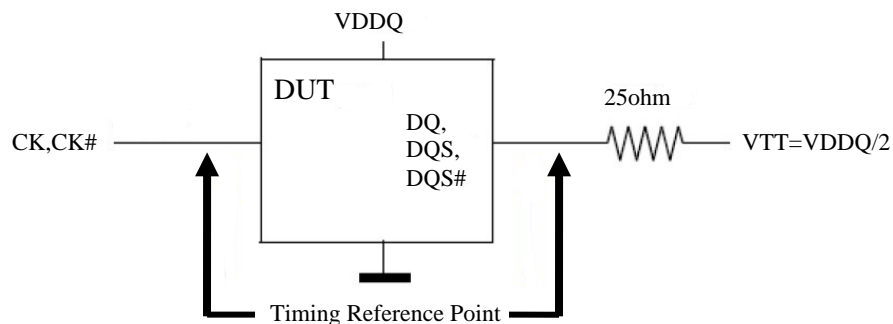 VDDQ
DUT
25ohm
CK,CK#
DQ,
DQS,
DQS#
VTT=VDDQ/2
Timing Reference Point